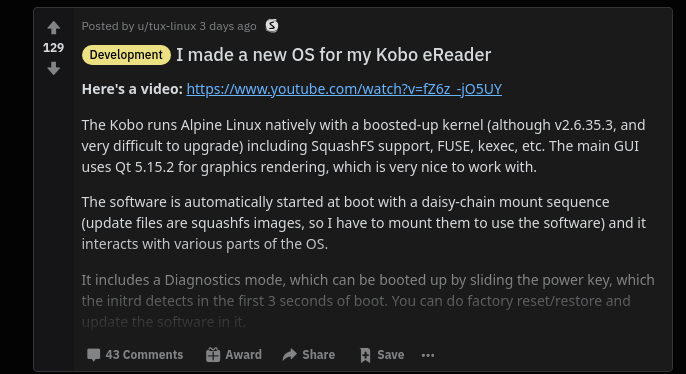 Posted by u/tux-linux 3 days ago
129
Development I made a new OS for my Kobo eReader
Here's a video: https://www.youtube.com/watch?v=fZ6z_-jO5UY
The Kobo runs Alpine Linux natively with a boosted-up kernel (although v2.6.35.3, and
very difficult to upgrade) including SquashFS support, FUSE, kexec, etc. The main GUI
uses Qt 5.15.2 for graphics rendering, which is very nice to work with.
The software is automatically started at boot with a daisy-chain mount sequence
(update files are squashfs images, so I have to mount them to use the software) and it
interacts with various parts of the OS.
It includes a Diagnostics mode, which can be booted up by sliding the power key, which
the initrd detects in the first 3 seconds of boot. You can do factory reset/restore and
update the software in it.
43 Comments Award Share Save